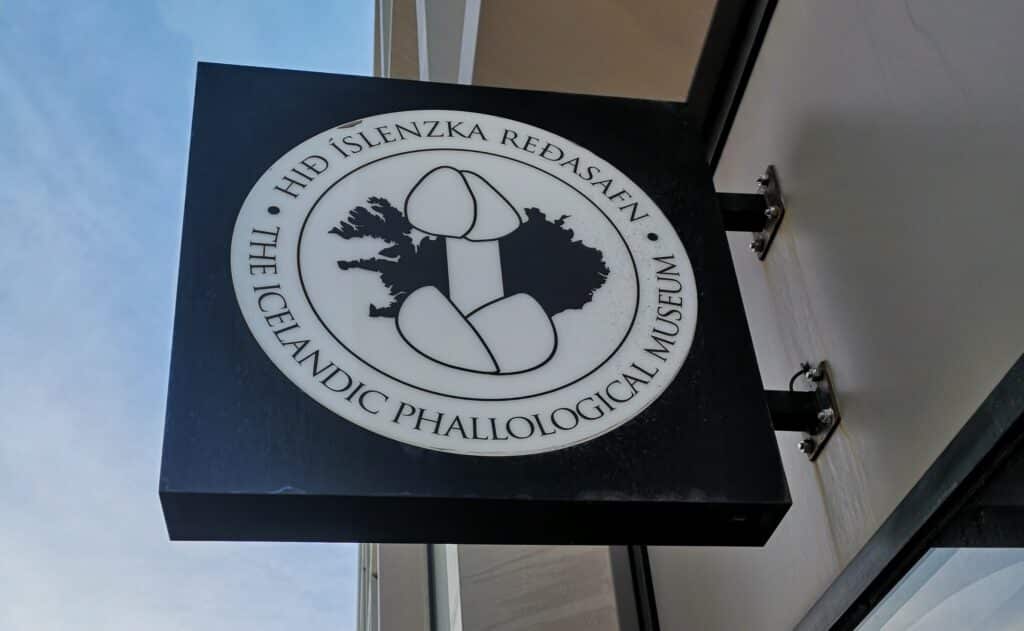 HIÐ ÍSLENZKA REÐASAFN
THE ICELANDIC PHALLOLOGICAL MUSEUM